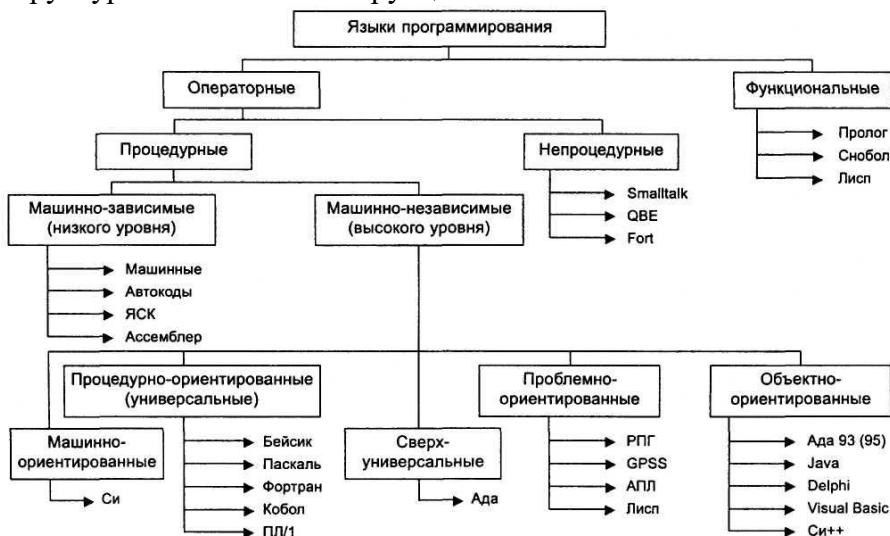 Языки программирования
Операторные
Функциональные
Процедурные
Непроцедурные
Пролог
Снобол
Лисп
Машинно-зависимые
(низкого уровня)
Машинно-независимые
(высокого уровня)
Smalltalk
QBE
Fort
Машинные
Автокоды
ЯСК
Ассемблер
Процедурно-ориентированные
(универсальные)
Проблемно-
ориентированные
Объектно-
ориентированные
Машинно-
ориентированные
Си
Бейсик
Паскаль
Фортран
Кобол
ПЛ/1
Сверх-
универсальные
Ада
РПГ
GPSS
АПЛ
Лисп
Ада 93 (95)
Java
Delphi
Visual Basic
Си++